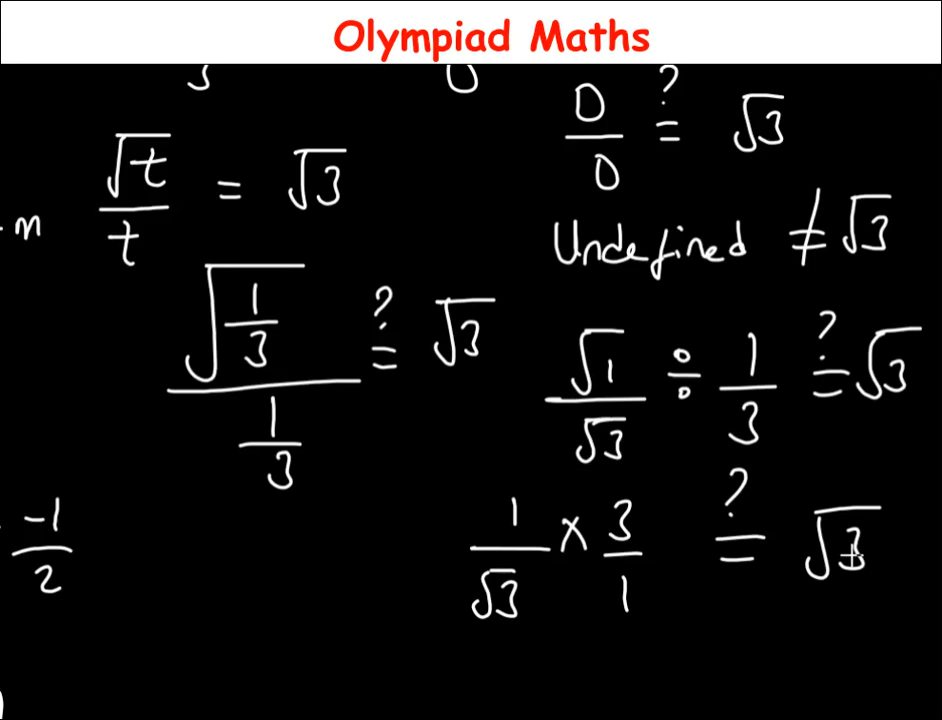 Olympiad Maths
0/0 ?= √3
n √t/t = √3
Undefined ≠ √3
√(1/3) / (1/3) ?= √3
√1/√3 ÷ 1/3 ?= √3
-1/2
1/√3 × 3/1 ?= √3